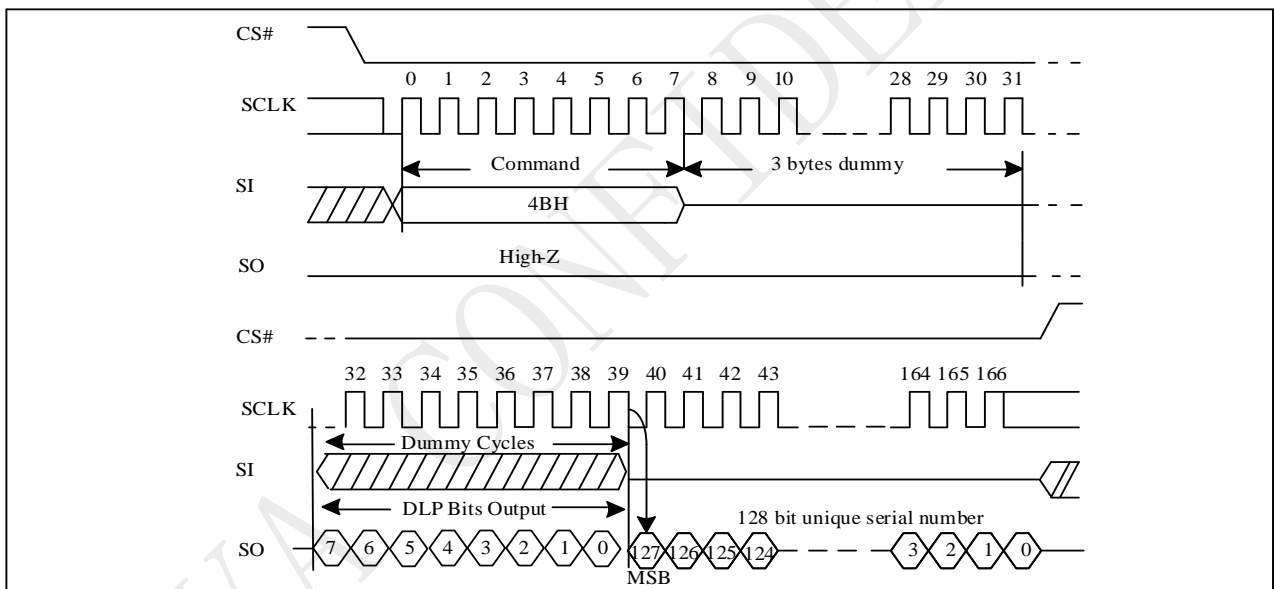 CS#
0 1 2 3 4 5 6 7 8 9 10 28 29 30 31
SCLK
Command 3 bytes dummy
SI
4BH
High-Z
SO
CS#
32 33 34 35 36 37 38 39 40 41 42 43 164 165 166
SCLK
Dummy Cycles
SI
DLP Bits Output 128 bit unique serial number
SO 7 6 5 4 3 2 1 0 127 126 125 124 3 2 1 0
MSB
VA CONFIDE